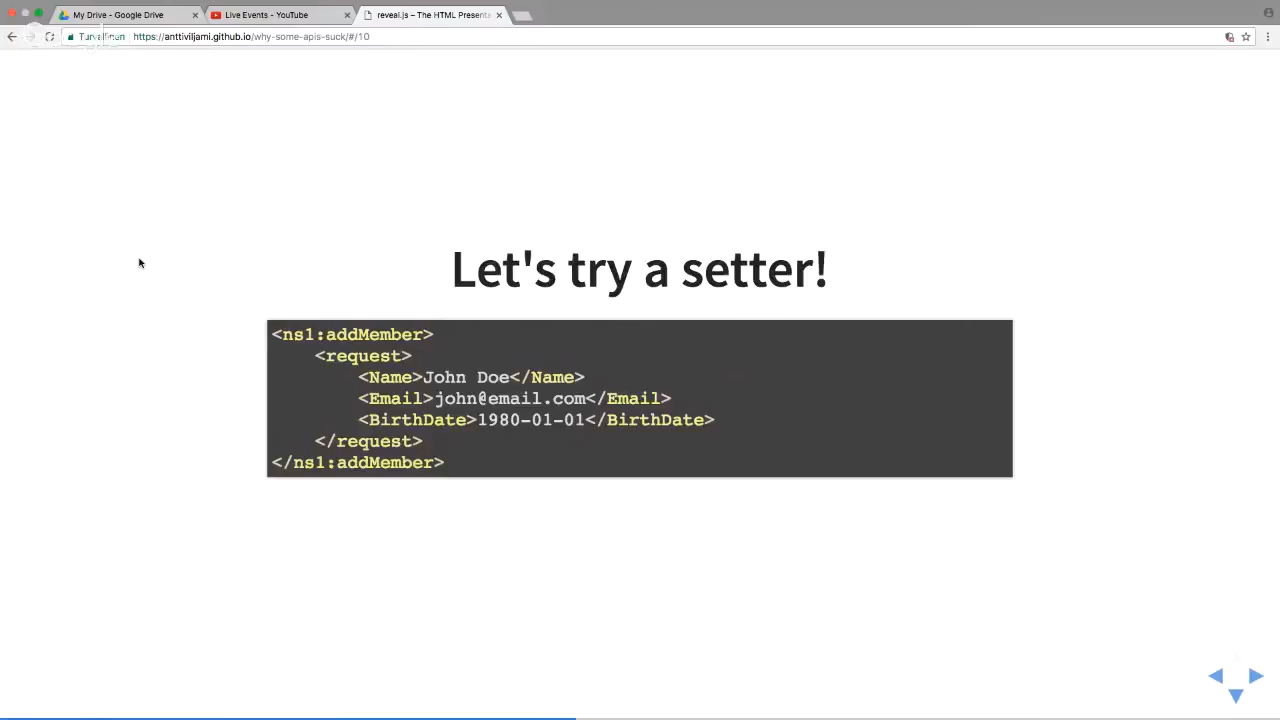 My Drive - Google Drive
Live Events - YouTube
reveal.js – The HTML Presenta
https://anttiviljami.github.io/why-some-apis-suck/#/10
Let's try a setter!
<ns1:addMember>
<request>
<Name>John Doe</Name>
<Email>john@email.com</Email>
<BirthDate>1980-01-01</BirthDate>
</request>
</ns1:addMember>